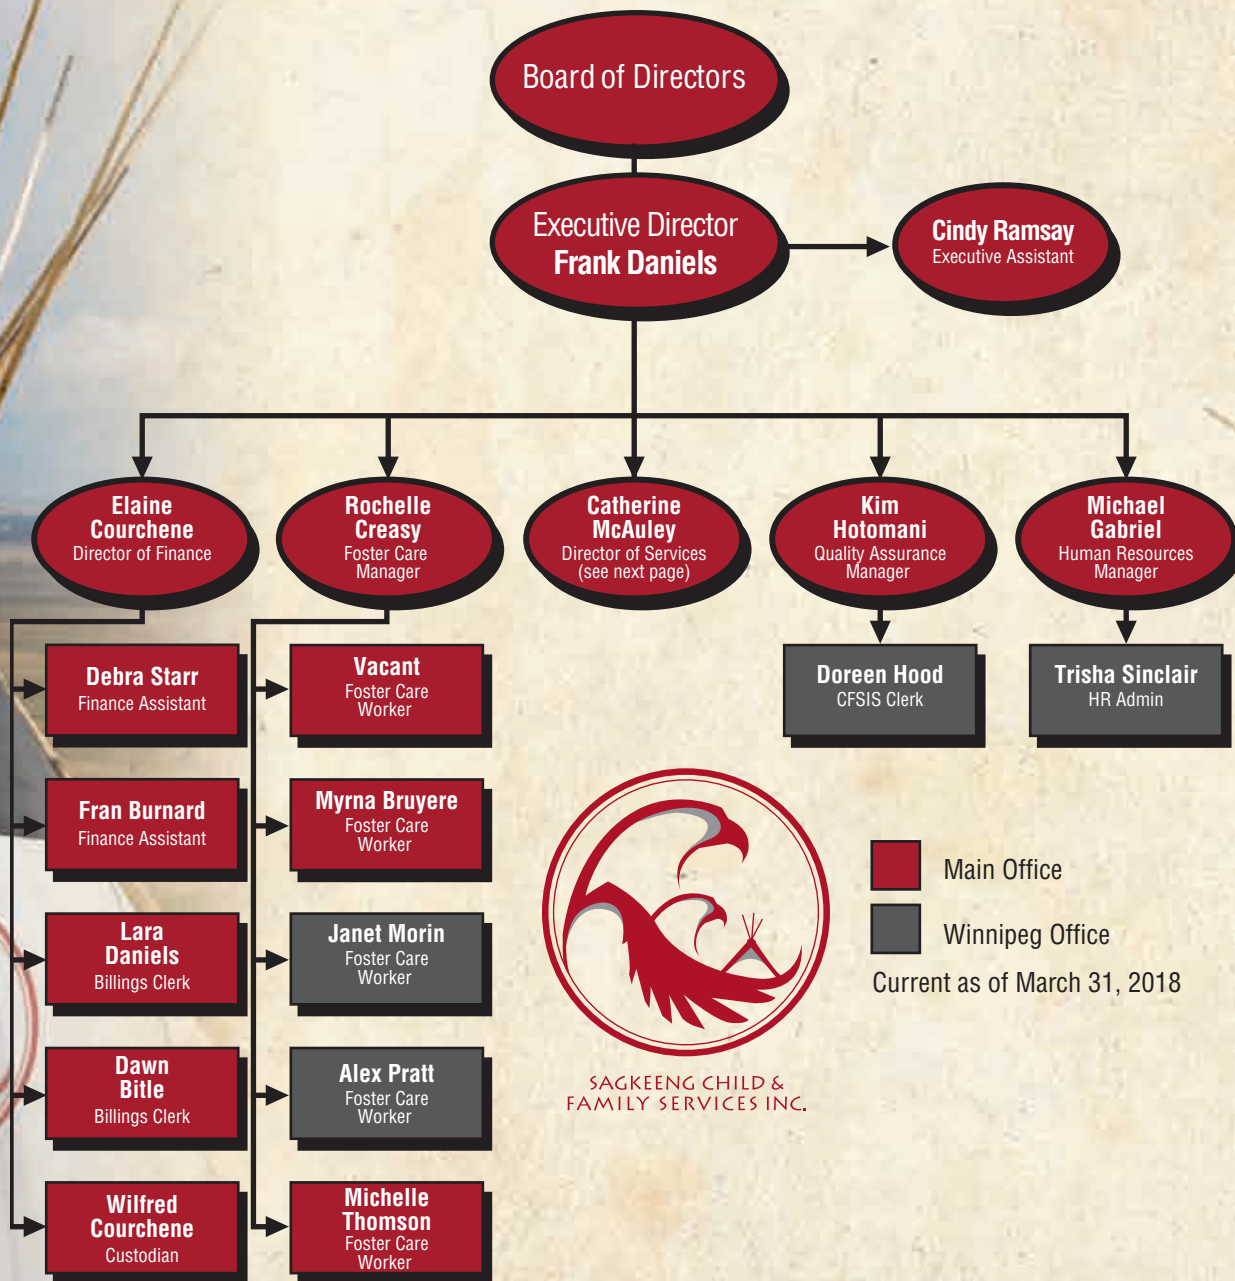 Board of Directors
Executive Director
Frank Daniels
Cindy Ramsay
Executive Assistant
Elaine
Courchene
Director of Finance
Rochelle
Creasy
Foster Care
Manager
Catherine
McAuley
Director of Services
(see next page)
Kim
Hotomani
Quality Assurance
Manager
Michael
Gabriel
Human Resources
Manager
Debra Starr
Finance Assistant
Fran Burnard
Finance Assistant
Lara
Daniels
Billings Clerk
Dawn
Bitle
Billings Clerk
Wilfred
Courchene
Custodian
Vacant
Foster Care
Worker
Myrna Bruyere
Foster Care
Worker
Janet Morin
Foster Care
Worker
Alex Pratt
Foster Care
Worker
Michelle
Thomson
Foster Care
Worker
Doreen Hood
CFSIS Clerk
Trisha Sinclair
HR Admin
SAGKEENG CHILD &
FAMILY SERVICES INC.
Main Office
Winnipeg Office
Current as of March 31, 2018